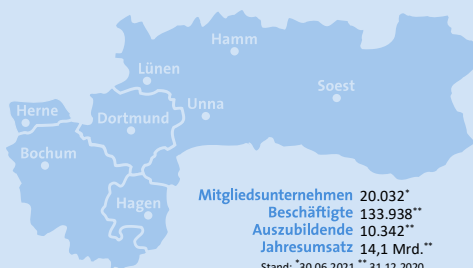 Hamm
Lünen
Soest
Unna
Herne
Dortmund
Bochum
Hagen
Mitgliedsunternehmen 20.032*
Beschäftigte 133.938**
Auszubildende 10.342**
Jahresumsatz 14,1 Mrd.**
Stand: *30.06.2021 **31.12.2020